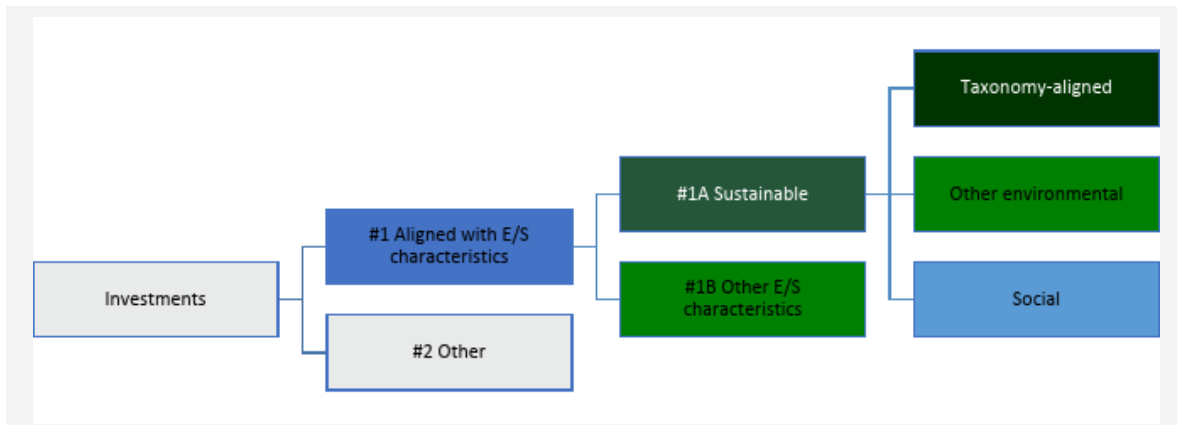 Taxonomy-aligned
#1A Sustainable
Other environmental
#1 Aligned with E/S
characteristics
#1B Other E/S
characteristics
Investments
Social
#2 Other